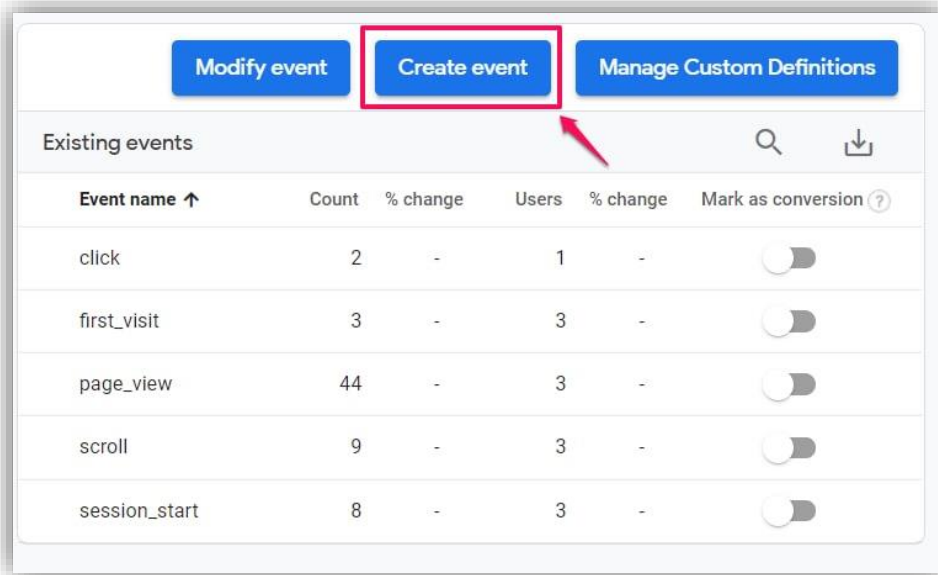 Modify event Create event Manage Custom Definitions
Existing events
Event name ↑ Count % change Users % change Mark as conversion ?
click 2 - 1 -
first_visit 3 - 3 -
page_view 44 - 3 -
scroll 9 - 3 -
session_start 8 - 3 -